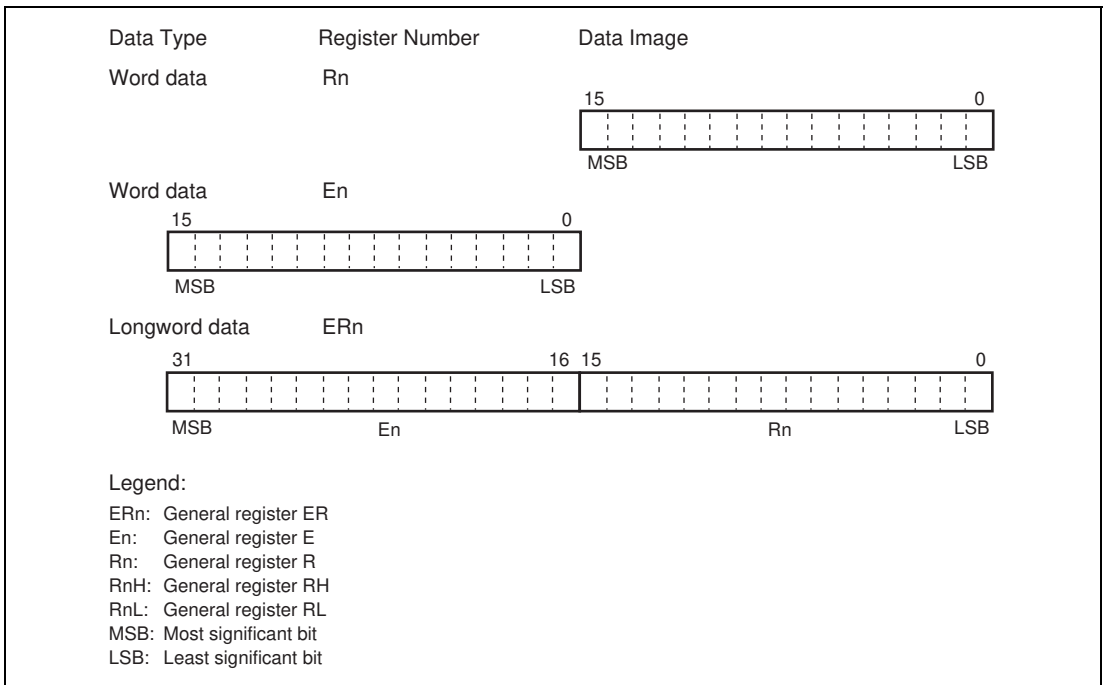 Data Type Register Number Data Image
Word data Rn
15 0
MSB LSB
Word data En
15 0
MSB LSB
Longword data ERn
31 16 15 0
MSB En Rn LSB
Legend:
ERn: General register ER
En: General register E
Rn: General register R
RnH: General register RH
RnL: General register RL
MSB: Most significant bit
LSB: Least significant bit